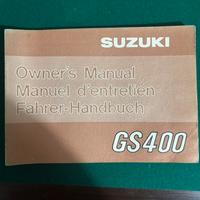 SUZUKI
Owner's Manual
Manuel d'entretien
Fahrer-Handbuch
GS400